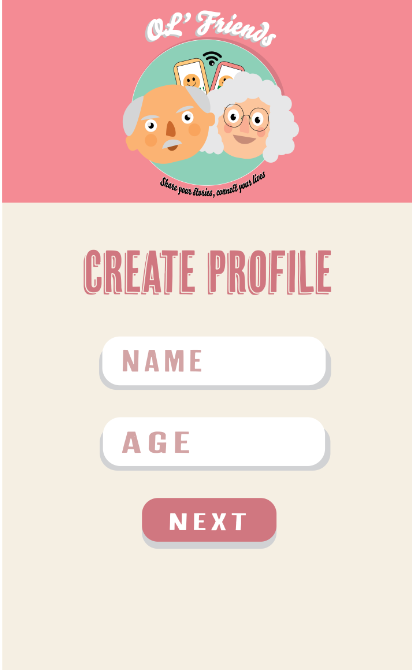 OL' Friends
Share your stories, connect your lives
CREATE PROFILE
NAME
AGE
NEXT